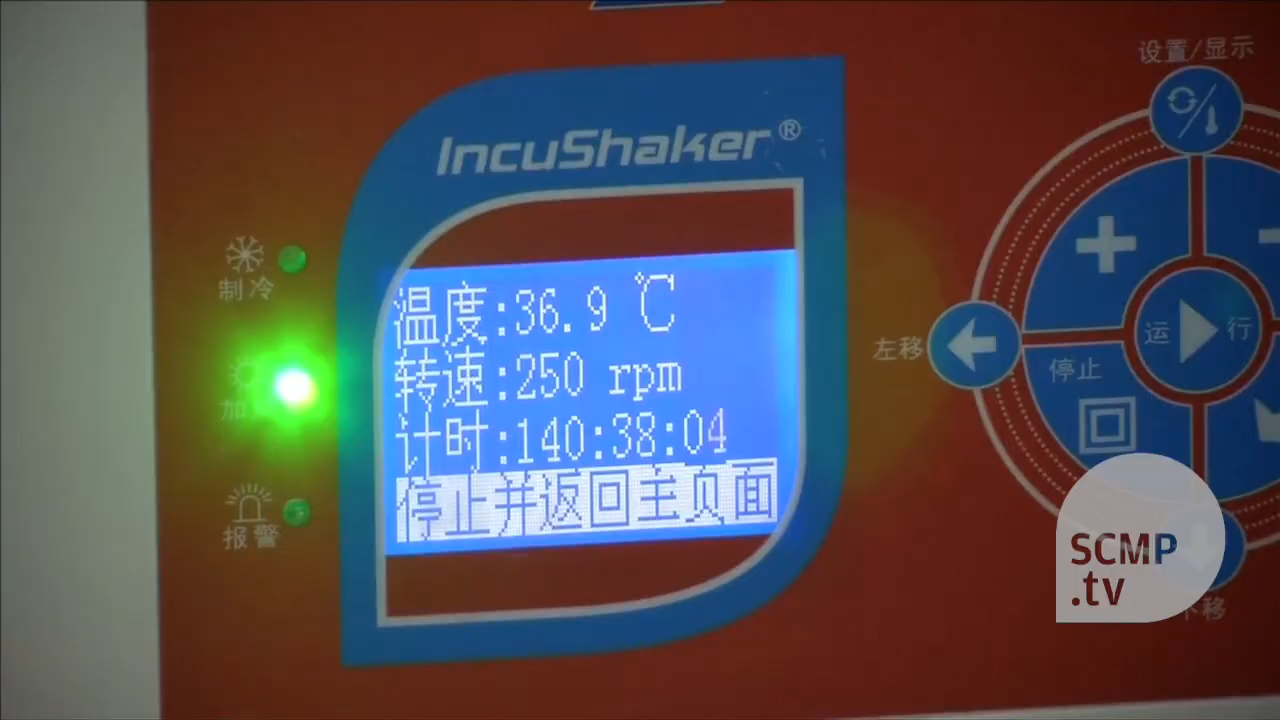 设置/显示
IncuShaker®
制冷
温度:36.9 ℃
转速:250 rpm
计时:140:38:04
停止并返回主页面
报警
左移
运行
停止
SCMP
.tv